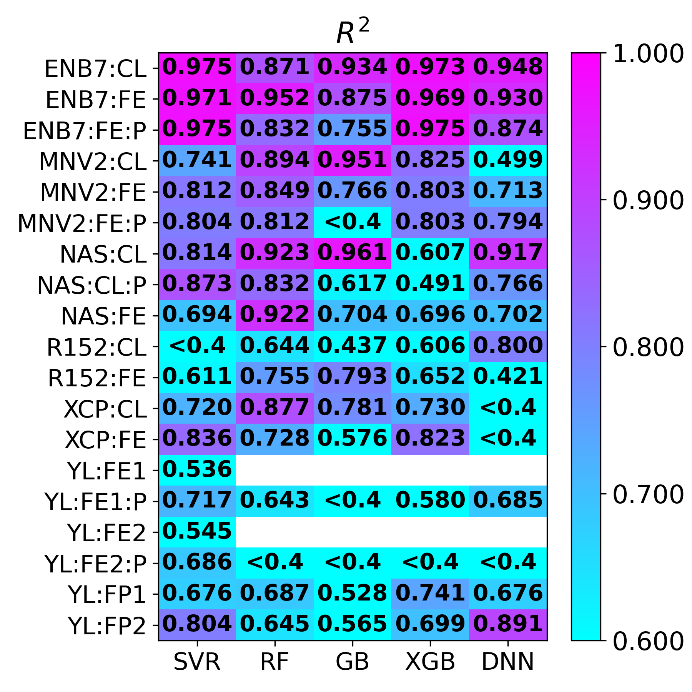 R²
ENB7:CL 0.975 0.871 0.934 0.973 0.948
ENB7:FE 0.971 0.952 0.875 0.969 0.930
ENB7:FE:P 0.975 0.832 0.755 0.975 0.874
MNV2:CL 0.741 0.894 0.951 0.825 0.499
MNV2:FE 0.812 0.849 0.766 0.803 0.713
MNV2:FE:P 0.804 0.812 <0.4 0.803 0.794
NAS:CL 0.814 0.923 0.961 0.607 0.917
NAS:CL:P 0.873 0.832 0.617 0.491 0.766
NAS:FE 0.694 0.922 0.704 0.696 0.702
R152:CL <0.4 0.644 0.437 0.606 0.800
R152:FE 0.611 0.755 0.793 0.652 0.421
XCP:CL 0.720 0.877 0.781 0.730 <0.4
XCP:FE 0.836 0.728 0.576 0.823 <0.4
YL:FE1 0.536
YL:FE1:P 0.717 0.643 <0.4 0.580 0.685
YL:FE2 0.545
YL:FE2:P 0.686 <0.4 <0.4 <0.4 <0.4
YL:FP1 0.676 0.687 0.528 0.741 0.676
YL:FP2 0.804 0.645 0.565 0.699 0.891
SVR RF GB XGB DNN
1.000
0.900
0.800
0.700
0.600